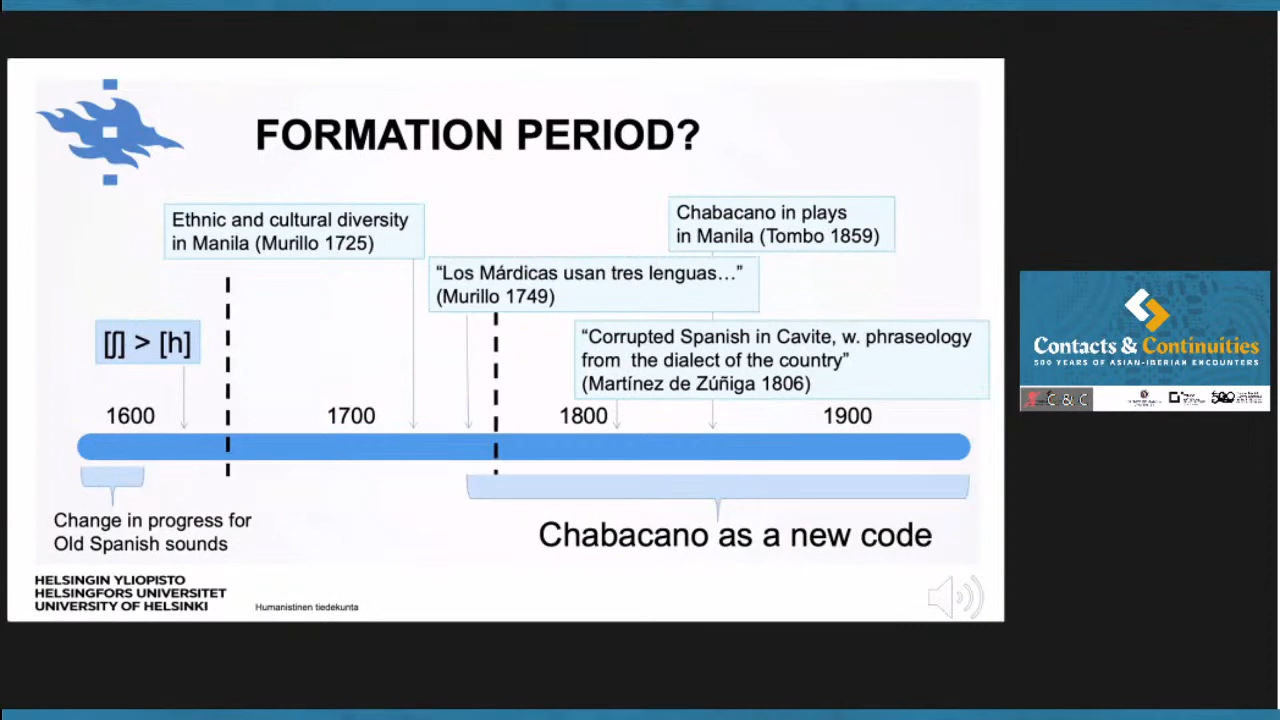 FORMATION PERIOD?
Ethnic and cultural diversity
in Manila (Murillo 1725)
Chabacano in plays
in Manila (Tombo 1859)
“Los Márdicas usan tres lenguas…”
(Murillo 1749)
[ʃ] > [h]
“Corrupted Spanish in Cavite, w. phraseology
from the dialect of the country”
(Martínez de Zúñiga 1806)
1600
1700
1800
1900
Change in progress for
Old Spanish sounds
Chabacano as a new code
HELSINGIN YLIOPISTO
HELSINGFORS UNIVERSITET
UNIVERSITY OF HELSINKI
Humanistinen tiedekunta
Contacts & Continuities
500 YEARS OF ASIAN-IBERIAN ENCOUNTERS
C & C